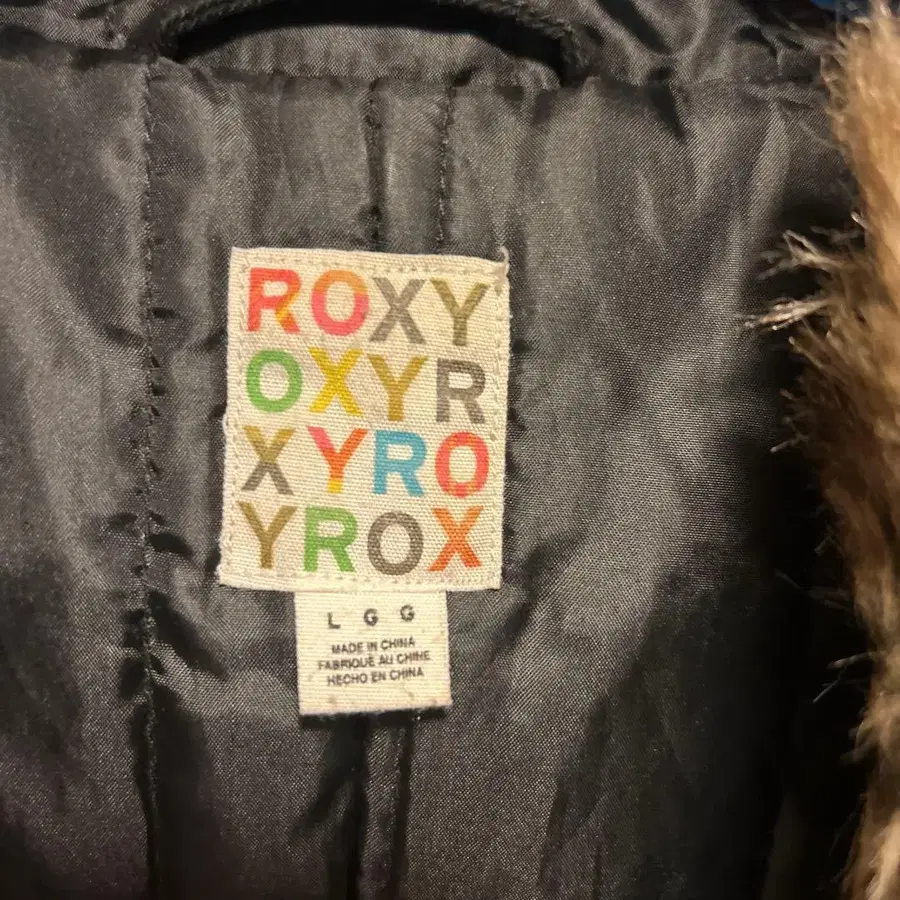 ROXY
OXYR
XYRO
YROX
L G G
MADE IN CHINA
FABRIQUÉ AU CHINE
HECHO EN CHINA